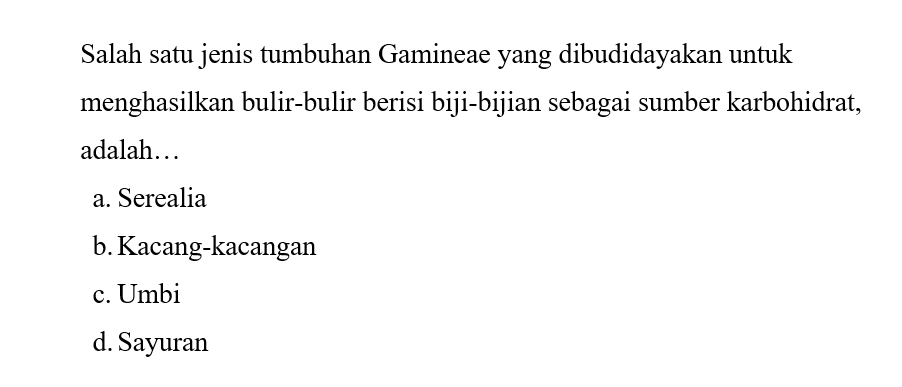 Salah satu jenis tumbuhan Gamineae yang dibudidayakan untuk
menghasilkan bulir-bulir berisi biji-bijian sebagai sumber karbohidrat,
adalah…
a. Serealia
b. Kacang-kacangan
c. Umbi
d. Sayuran